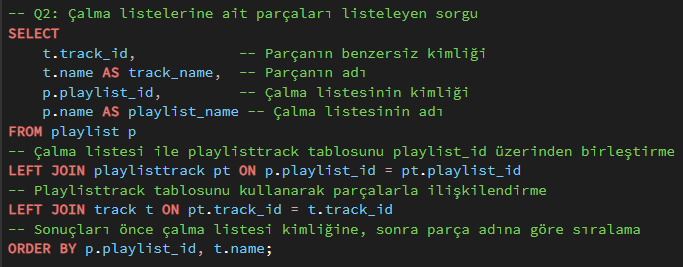 -- Q2: Çalma listelerine ait parçaları listeleyen sorgu
SELECT
    t.track_id,             -- Parçanın benzersiz kimliği
    t.name AS track_name,  -- Parçanın adı
    p.playlist_id,          -- Çalma listesinin kimliği
    p.name AS playlist_name -- Çalma listesinin adı
FROM playlist p
-- Çalma listesi ile playlisttrack tablosunu playlist_id üzerinden birleştirme
LEFT JOIN playlisttrack pt ON p.playlist_id = pt.playlist_id
-- Playlisttrack tablosunu kullanarak parçalarla ilişkilendirme
LEFT JOIN track t ON pt.track_id = t.track_id
-- Sonuçları önce çalma listesi kimliğine, sonra parça adına göre sıralama
ORDER BY p.playlist_id, t.name;